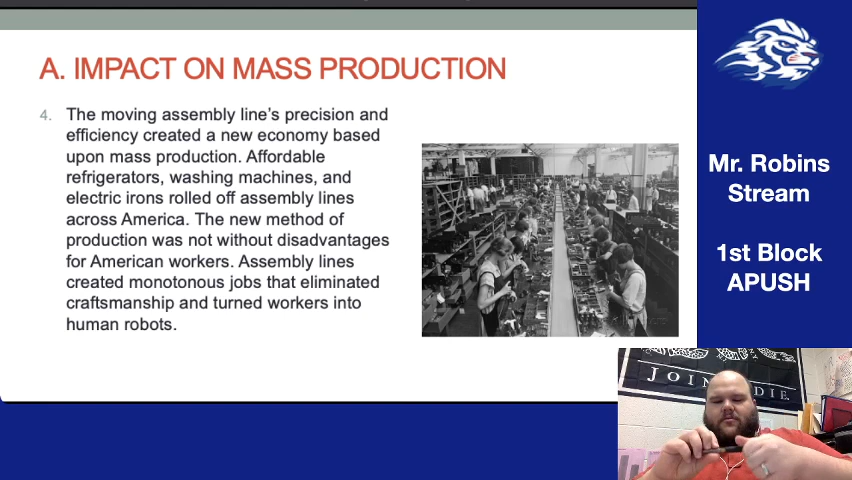 A. IMPACT ON MASS PRODUCTION
4. The moving assembly line's precision and
efficiency created a new economy based
upon mass production. Affordable
refrigerators, washing machines, and
electric irons rolled off assembly lines
across America. The new method of
production was not without disadvantages
for American workers. Assembly lines
created monotonous jobs that eliminated
craftsmanship and turned workers into
human robots.
Mr. Robins
Stream
1st Block
APUSH
JOIN DIE.